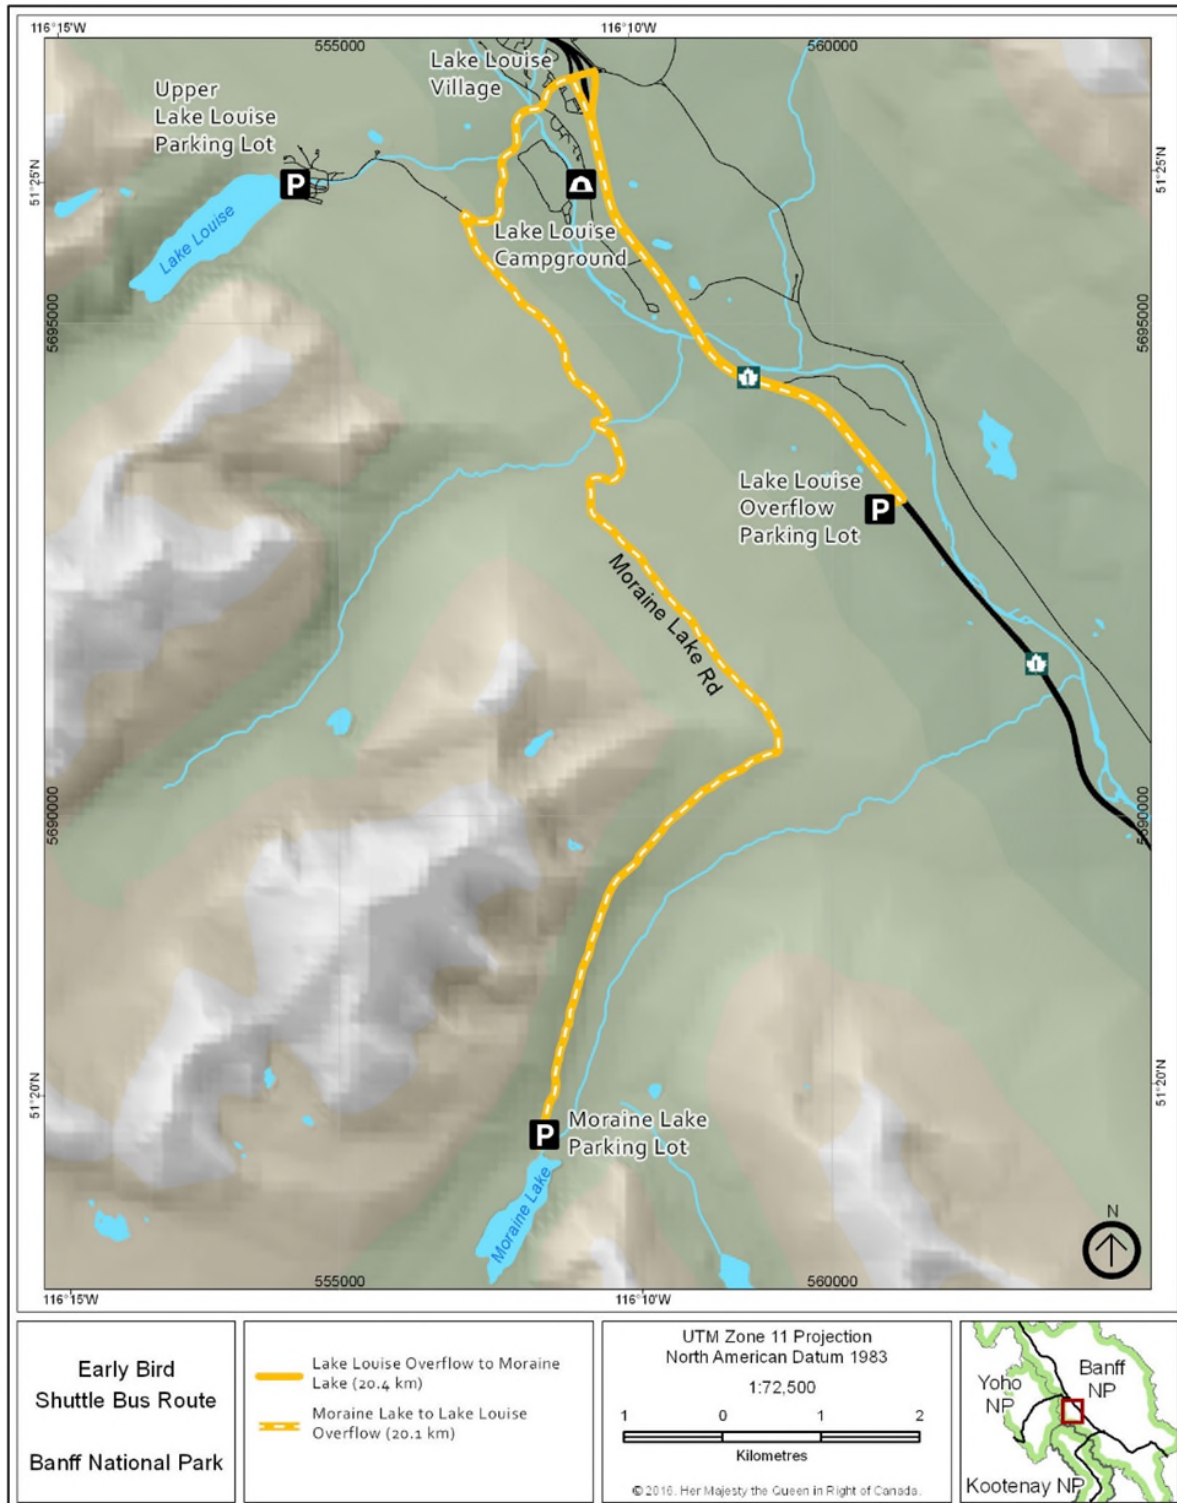 116°15'W
116°10'W
555000
560000
Lake Louise
Village
Upper
Lake Louise
Parking Lot
51°25'N
51°25'N
P
Lake Louise
Lake Louise
Campground
5695000
5695000
1
Lake Louise
Overflow
Parking Lot
P
Moraine Lake Rd
1
5690000
5690000
51°20'N
51°20'N
P
Moraine Lake
Parking Lot
Moraine Lake
N
555000
560000
116°15'W
116°10'W
Early Bird
Shuttle Bus Route
Banff National Park
Lake Louise Overflow to Moraine
Lake (20.4 km)
Moraine Lake to Lake Louise
Overflow (20.1 km)
UTM Zone 11 Projection
North American Datum 1983
1:72,500
1 0 1 2
Kilometres
© 2016. Her Majesty the Queen in Right of Canada.
Yoho
NP
Banff
NP
Kootenay NP